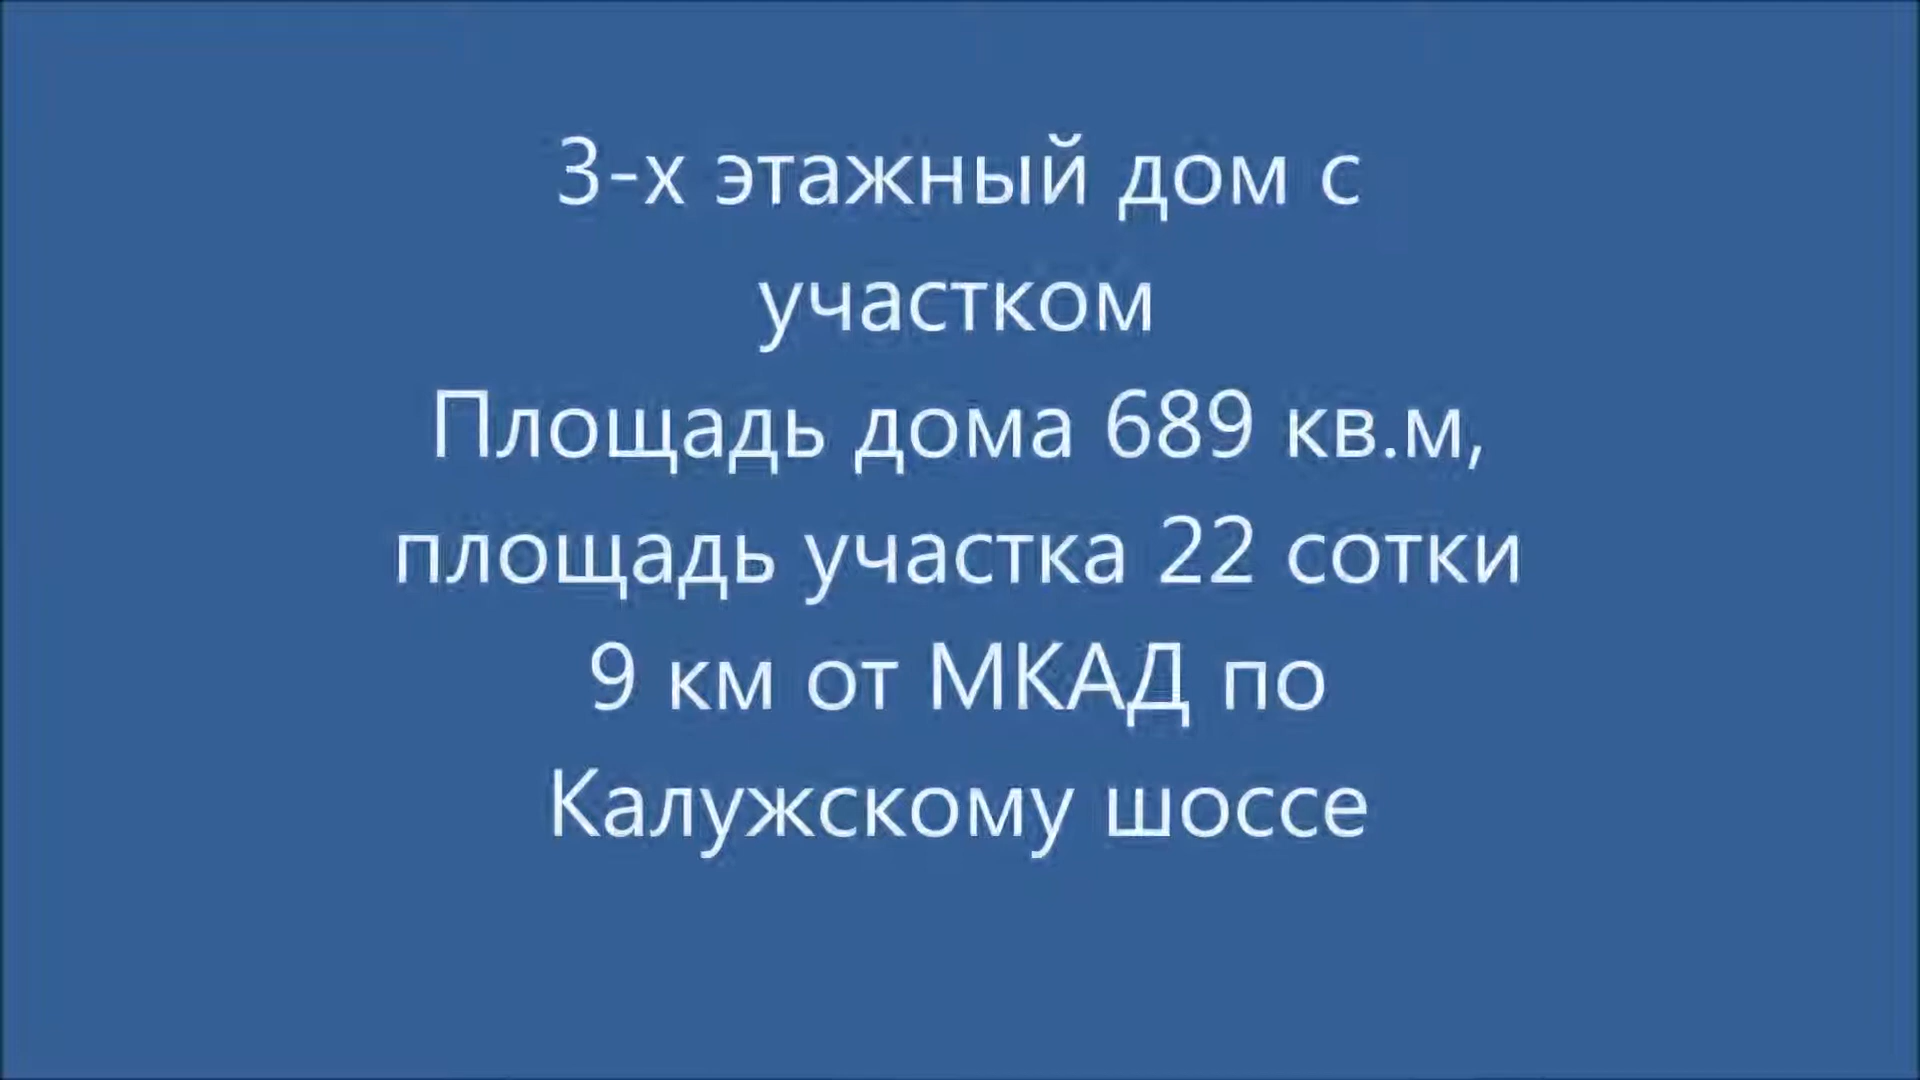 3-х этажный дом с
участком
Площадь дома 689 кв.м,
площадь участка 22 сотки
9 км от МКАД по
Калужскому шоссе